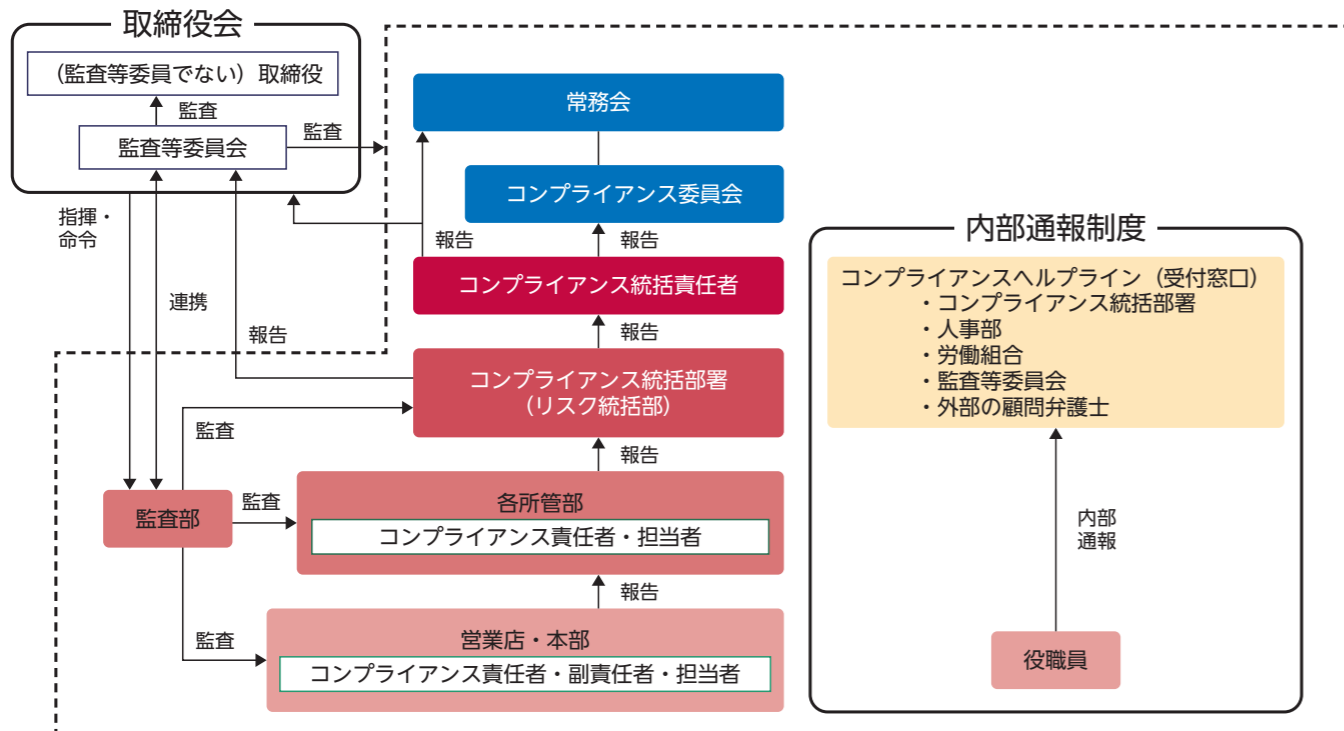 取締役会
（監査等委員でない）取締役
監査
監査等委員会
監査
指揮・
命令
連携
報告
常務会
コンプライアンス委員会
報告
報告
コンプライアンス統括責任者
報告
コンプライアンス統括部署
（リスク統括部）
監査
報告
監査部
監査
各所管部
コンプライアンス責任者・担当者
報告
監査
営業店・本部
コンプライアンス責任者・副責任者・担当者
内部通報制度
コンプライアンスヘルプライン（受付窓口）
・コンプライアンス統括部署
・人事部
・労働組合
・監査等委員会
・外部の顧問弁護士
内部
通報
役職員